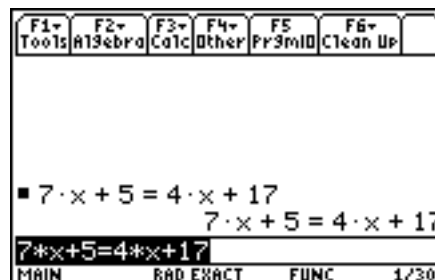 F1▾ F2▾ F3▾ F4▾ F5 F6▾
Tools Algebra Calc Other PrgmIO Clean Up
▪ 7·x + 5 = 4·x + 17
7·x + 5 = 4·x + 17
7*x+5=4*x+17
MAIN RAD EXACT FUNC 1/30